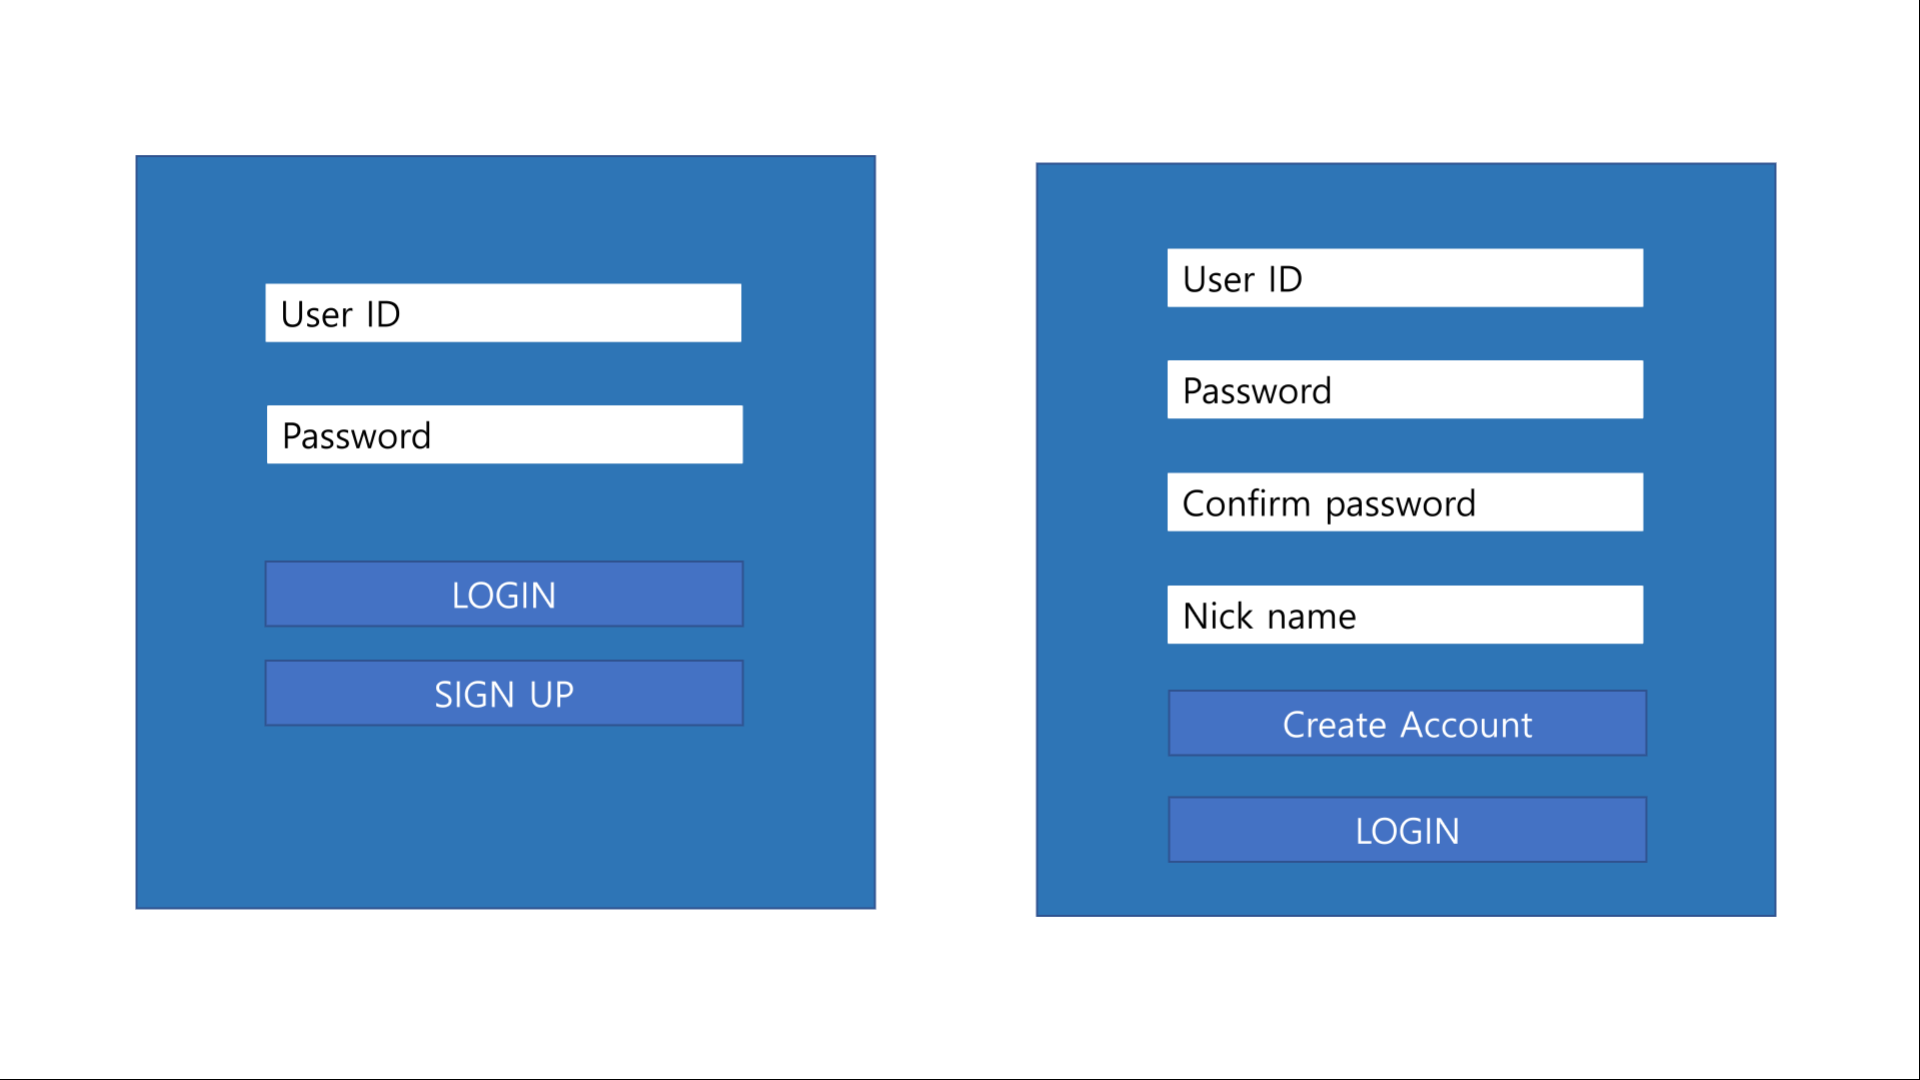 User ID
Password
LOGIN
SIGN UP
User ID
Password
Confirm password
Nick name
Create Account
LOGIN